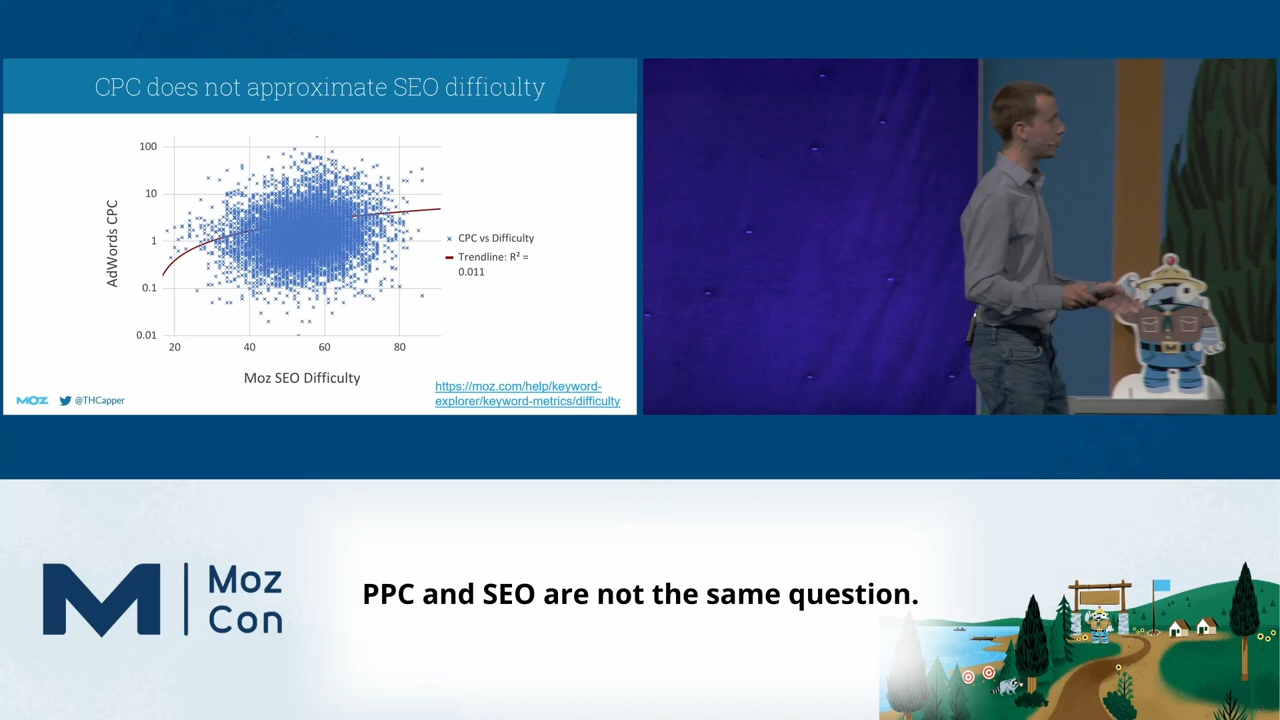 CPC does not approximate SEO difficulty
100
10
1
0.1
0.01
AdWords CPC
20 40 60 80
Moz SEO Difficulty
CPC vs Difficulty
Trendline: R² =
0.011
https://moz.com/help/keyword-
explorer/keyword-metrics/difficulty
MOZ @THCapper
M Moz
Con
PPC and SEO are not the same question.